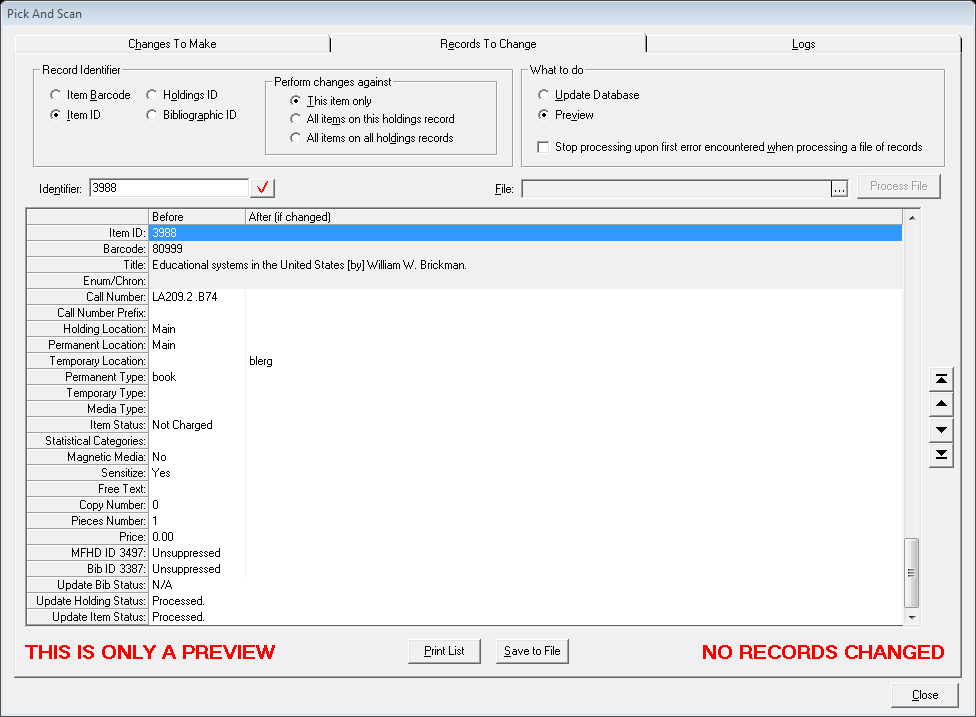 Pick And Scan
Changes To Make Records To Change Logs
Record Identifier
Item Barcode Holdings ID
Item ID Bibliographic ID
Perform changes against
This item only
All items on this holdings record
All items on all holdings records
What to do
Update Database
Preview
Stop processing upon first error encountered when processing a file of records
Identifier: 3988 File: ... Process File
Before After (if changed)
Item ID: 3988
Barcode: 80999
Title: Educational systems in the United States [by] William W. Brickman.
Enum/Chron:
Call Number: LA209.2 .B74
Call Number Prefix:
Holding Location: Main
Permanent Location: Main
Temporary Location: blerg
Permanent Type: book
Temporary Type:
Media Type:
Item Status: Not Charged
Statistical Categories:
Magnetic Media: No
Sensitize: Yes
Free Text:
Copy Number: 0
Pieces Number: 1
Price: 0.00
MFHD ID 3497: Unsuppressed
Bib ID 3387: Unsuppressed
Update Bib Status: N/A
Update Holding Status: Processed.
Update Item Status: Processed.
THIS IS ONLY A PREVIEW Print List Save to File NO RECORDS CHANGED
Close